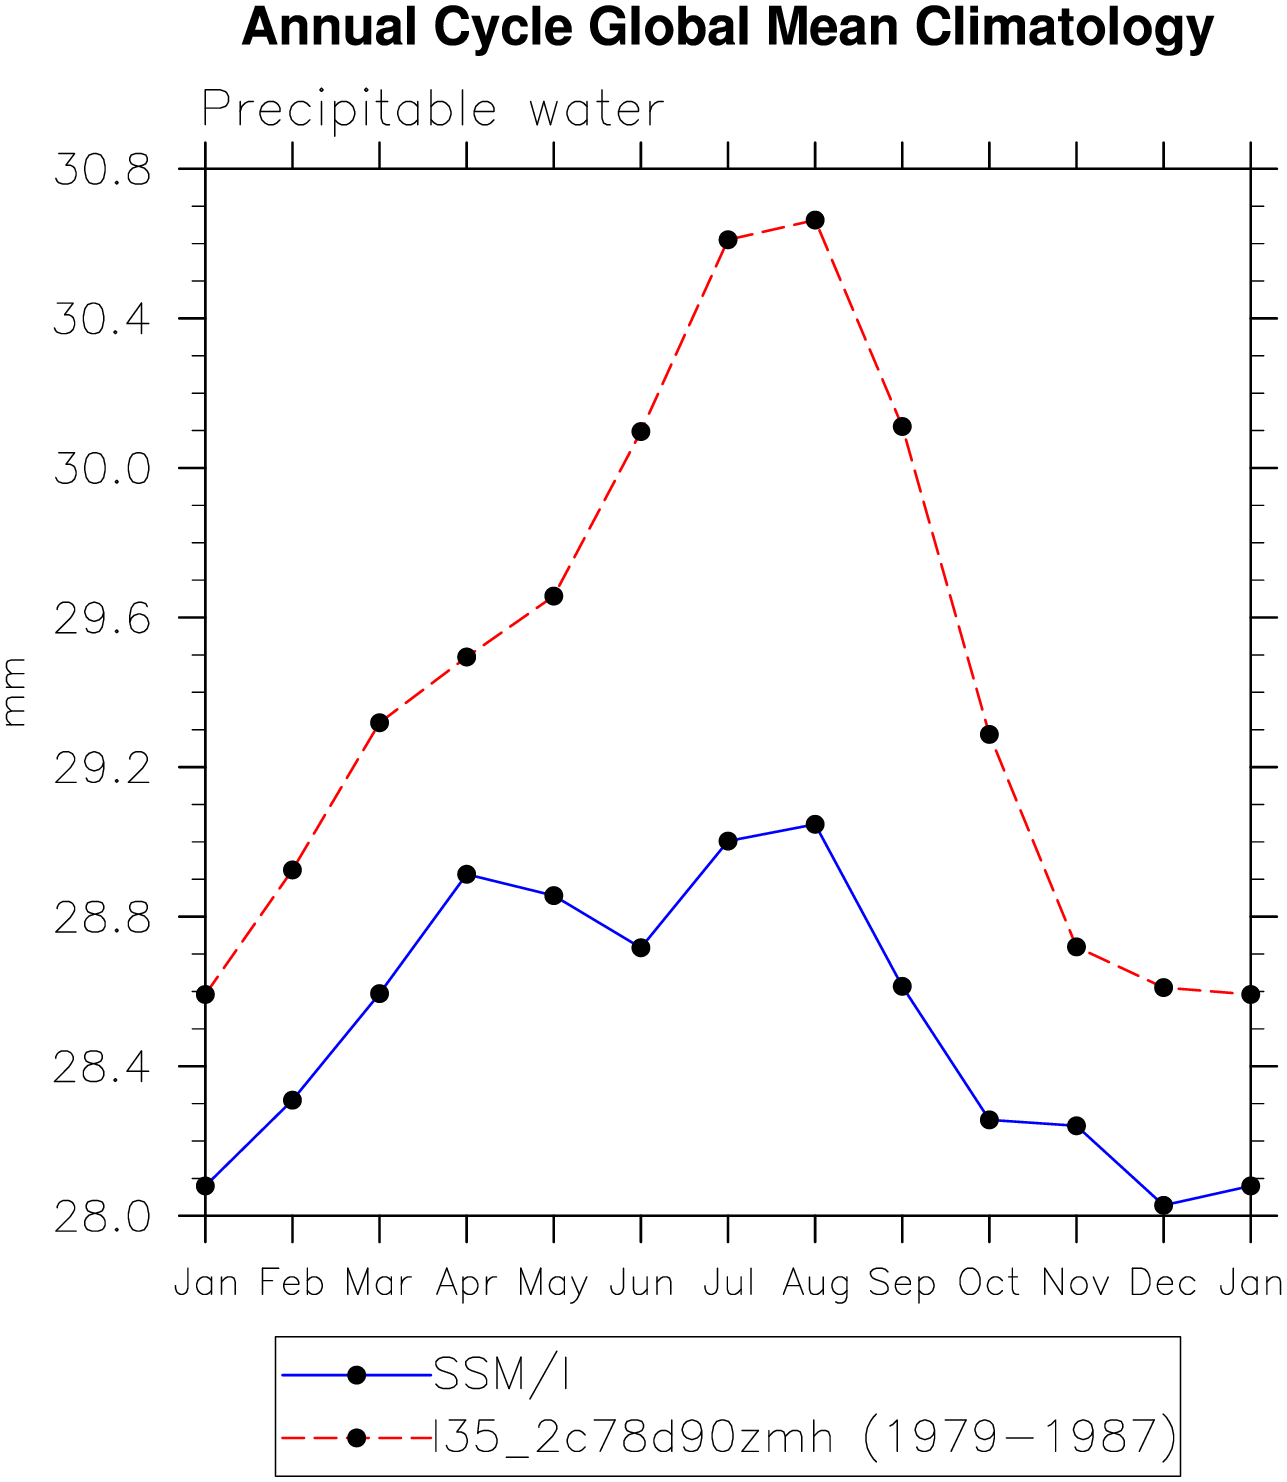 Annual Cycle Global Mean Climatology
Precipitable water
30.8
30.4
30.0
29.6
29.2
28.8
28.4
28.0
mm
Jan Feb Mar Apr May Jun Jul Aug Sep Oct Nov Dec Jan
SSM/I
l35_2c78d90zmh (1979-1987)